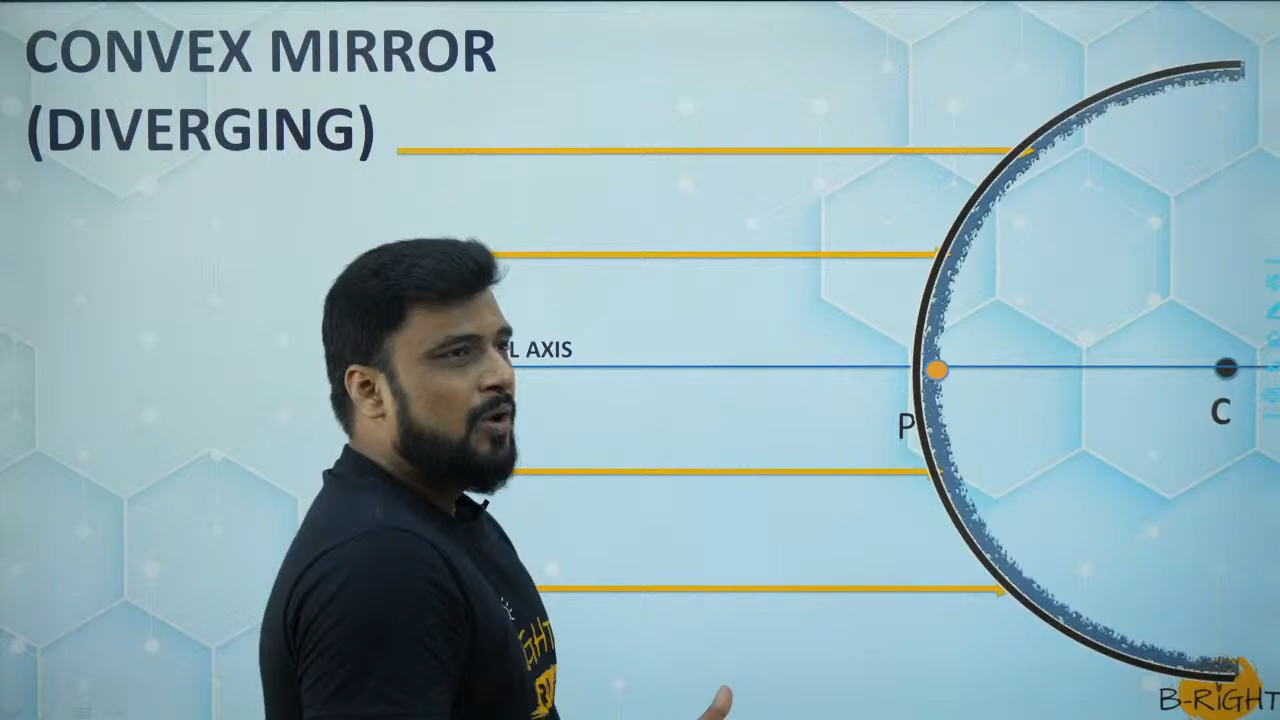 CONVEX MIRROR
(DIVERGING)
L AXIS
P
C
B-RiGHT